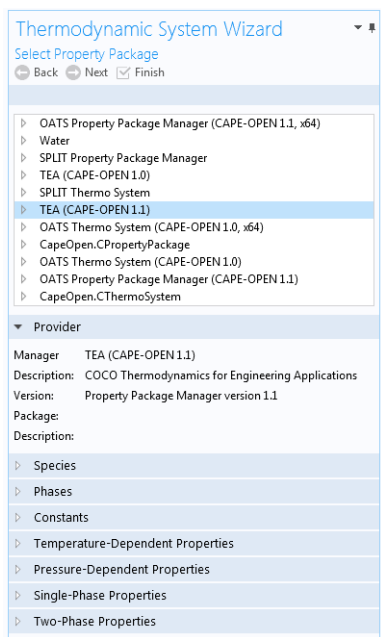 Thermodynamic System Wizard
Select Property Package
Back Next Finish
OATS Property Package Manager (CAPE-OPEN 1.1, x64)
Water
SPLIT Property Package Manager
TEA (CAPE-OPEN 1.0)
SPLIT Thermo System
TEA (CAPE-OPEN 1.1)
OATS Thermo System (CAPE-OPEN 1.0, x64)
CapeOpen.CPropertyPackage
OATS Thermo System (CAPE-OPEN 1.0)
OATS Property Package Manager (CAPE-OPEN 1.1)
CapeOpen.CThermoSystem
Provider
Manager TEA (CAPE-OPEN 1.1)
Description: COCO Thermodynamics for Engineering Applications
Version: Property Package Manager version 1.1
Package:
Description:
Species
Phases
Constants
Temperature-Dependent Properties
Pressure-Dependent Properties
Single-Phase Properties
Two-Phase Properties